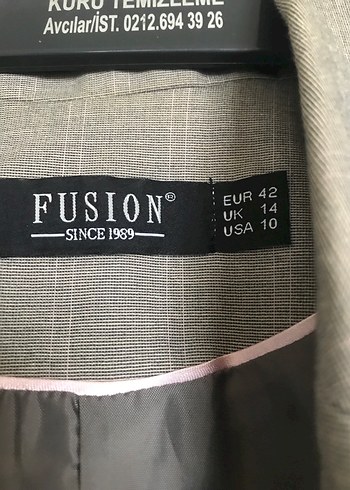 KURU TEMİZLEME
Avcılar/İST. 0212.694 39 26
FUSION®
SINCE 1989
EUR 42
UK 14
USA 10